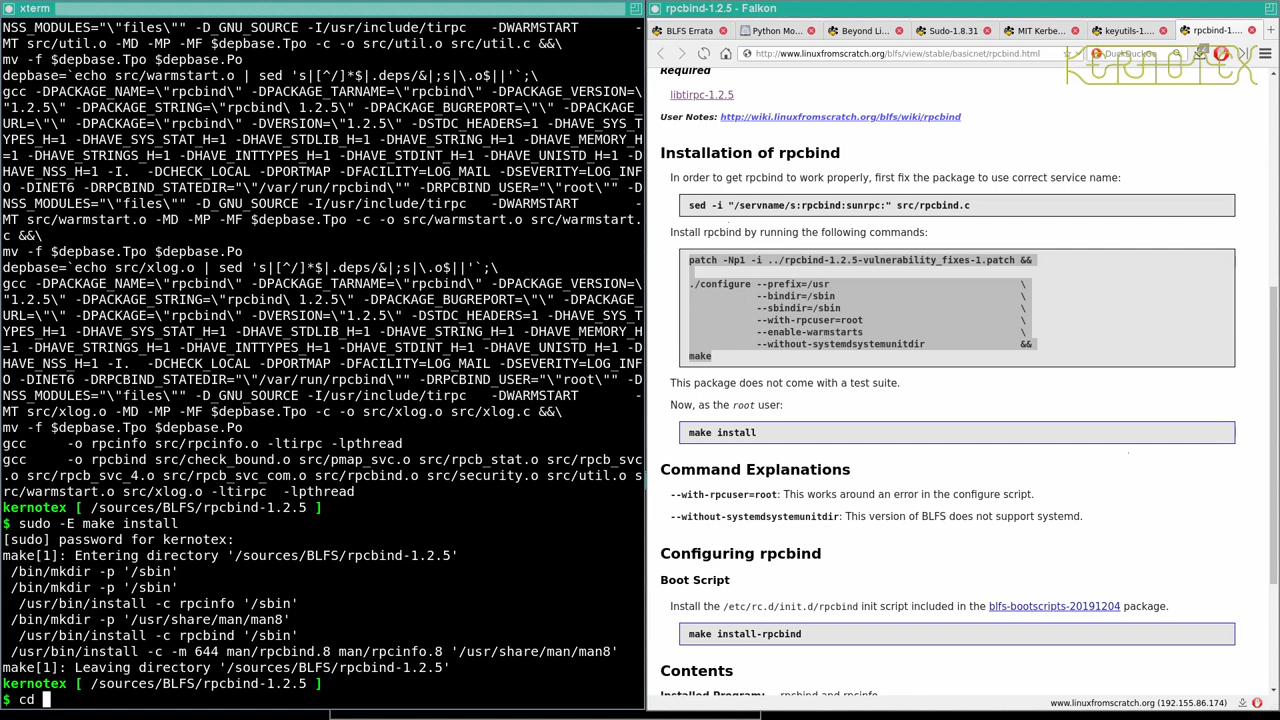 xterm
NSS_MODULES="\"files\"" -D_GNU_SOURCE -I/usr/include/tirpc -DWARMSTART -
MT src/util.o -MD -MP -MF $depbase.Tpo -c -o src/util.o src/util.c &&\
mv -f $depbase.Tpo $depbase.Po
depbase=`echo src/warmstart.o | sed 's|[^/]*$|.deps/&|;s|\.o$||'`;\
gcc -DPACKAGE_NAME=\"rpcbind\" -DPACKAGE_TARNAME=\"rpcbind\" -DPACKAGE_VERSION=\
"1.2.5\" -DPACKAGE_STRING=\"rpcbind\ 1.2.5\" -DPACKAGE_BUGREPORT=\"\" -DPACKAGE_
URL=\"\" -DPACKAGE=\"rpcbind\" -DVERSION=\"1.2.5\" -DSTDC_HEADERS=1 -DHAVE_SYS_T
YPES_H=1 -DHAVE_SYS_STAT_H=1 -DHAVE_STDLIB_H=1 -DHAVE_STRING_H=1 -DHAVE_MEMORY_H
=1 -DHAVE_STRINGS_H=1 -DHAVE_INTTYPES_H=1 -DHAVE_STDINT_H=1 -DHAVE_UNISTD_H=1 -D
HAVE_NSS_H=1 -I. -DCHECK_LOCAL -DPORTMAP -DFACILITY=LOG_MAIL -DSEVERITY=LOG_INF
O -DINET6 -DRPCBIND_STATEDIR="\"/var/run/rpcbind\"" -DRPCBIND_USER="\"root\"" -D
NSS_MODULES="\"files\"" -D_GNU_SOURCE -I/usr/include/tirpc -DWARMSTART -
MT src/warmstart.o -MD -MP -MF $depbase.Tpo -c -o src/warmstart.o src/warmstart.
c &&\
mv -f $depbase.Tpo $depbase.Po
depbase=`echo src/xlog.o | sed 's|[^/]*$|.deps/&|;s|\.o$||'`;\
gcc -DPACKAGE_NAME=\"rpcbind\" -DPACKAGE_TARNAME=\"rpcbind\" -DPACKAGE_VERSION=\
"1.2.5\" -DPACKAGE_STRING=\"rpcbind\ 1.2.5\" -DPACKAGE_BUGREPORT=\"\" -DPACKAGE_
URL=\"\" -DPACKAGE=\"rpcbind\" -DVERSION=\"1.2.5\" -DSTDC_HEADERS=1 -DHAVE_SYS_T
YPES_H=1 -DHAVE_SYS_STAT_H=1 -DHAVE_STDLIB_H=1 -DHAVE_STRING_H=1 -DHAVE_MEMORY_H
=1 -DHAVE_STRINGS_H=1 -DHAVE_INTTYPES_H=1 -DHAVE_STDINT_H=1 -DHAVE_UNISTD_H=1 -D
HAVE_NSS_H=1 -I. -DCHECK_LOCAL -DPORTMAP -DFACILITY=LOG_MAIL -DSEVERITY=LOG_INF
O -DINET6 -DRPCBIND_STATEDIR="\"/var/run/rpcbind\"" -DRPCBIND_USER="\"root\"" -D
NSS_MODULES="\"files\"" -D_GNU_SOURCE -I/usr/include/tirpc -DWARMSTART -
MT src/xlog.o -MD -MP -MF $depbase.Tpo -c -o src/xlog.o src/xlog.c &&\
mv -f $depbase.Tpo $depbase.Po
gcc -o rpcinfo src/rpcinfo.o -ltirpc -lpthread
gcc -o rpcbind src/check_bound.o src/pmap_svc.o src/rpcb_stat.o src/rpcb_svc.
o src/rpcb_svc_4.o src/rpcb_svc_com.o src/rpcbind.o src/security.o src/util.o s
rc/warmstart.o src/xlog.o -ltirpc -lpthread
kernotex [ /sources/BLFS/rpcbind-1.2.5 ]
$ sudo -E make install
[sudo] password for kernotex:
make[1]: Entering directory '/sources/BLFS/rpcbind-1.2.5'
/bin/mkdir -p '/sbin'
/bin/mkdir -p '/sbin'
/usr/bin/install -c rpcinfo '/sbin'
/bin/mkdir -p '/usr/share/man/man8'
/usr/bin/install -c rpcbind '/sbin'
/usr/bin/install -c -m 644 man/rpcbind.8 man/rpcinfo.8 '/usr/share/man/man8'
make[1]: Leaving directory '/sources/BLFS/rpcbind-1.2.5'
kernotex [ /sources/BLFS/rpcbind-1.2.5 ]
$ cd
rpcbind-1.2.5 - Falkon
BLFS Errata
Python Mo...
Beyond Li...
Sudo-1.8.31
MIT Kerbe...
keyutils-1....
rpcbind-1....
http://www.linuxfromscratch.org/blfs/view/stable/basicnet/rpcbind.html
DuckDuckGo
KERNOTEX
Required
libtirpc-1.2.5
User Notes: http://wiki.linuxfromscratch.org/blfs/wiki/rpcbind
Installation of rpcbind
In order to get rpcbind to work properly, first fix the package to use correct service name:
sed -i "/servname/s:rpcbind:sunrpc:" src/rpcbind.c
Install rpcbind by running the following commands:
patch -Np1 -i ../rpcbind-1.2.5-vulnerability_fixes-1.patch &&
./configure --prefix=/usr \
--bindir=/sbin \
--sbindir=/sbin \
--with-rpcuser=root \
--enable-warmstarts \
--without-systemdsystemunitdir &&
make
This package does not come with a test suite.
Now, as the root user:
make install
Command Explanations
--with-rpcuser=root: This works around an error in the configure script.
--without-systemdsystemunitdir: This version of BLFS does not support systemd.
Configuring rpcbind
Boot Script
Install the /etc/rc.d/init.d/rpcbind init script included in the blfs-bootscripts-20191204 package.
make install-rpcbind
Contents
Installed Program: rpcbind and rpcinfo
www.linuxfromscratch.org (192.155.86.174)